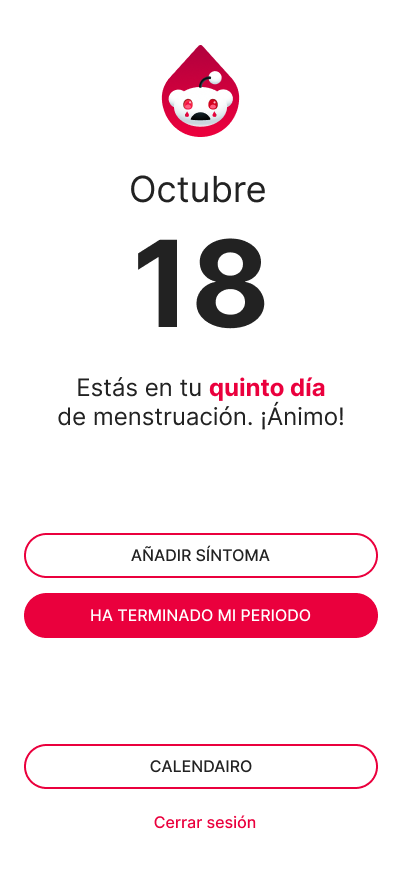 Octubre
18
Estás en tu quinto día
de menstruación. ¡Ánimo!
AÑADIR SÍNTOMA
HA TERMINADO MI PERIODO
CALENDAIRO
Cerrar sesión